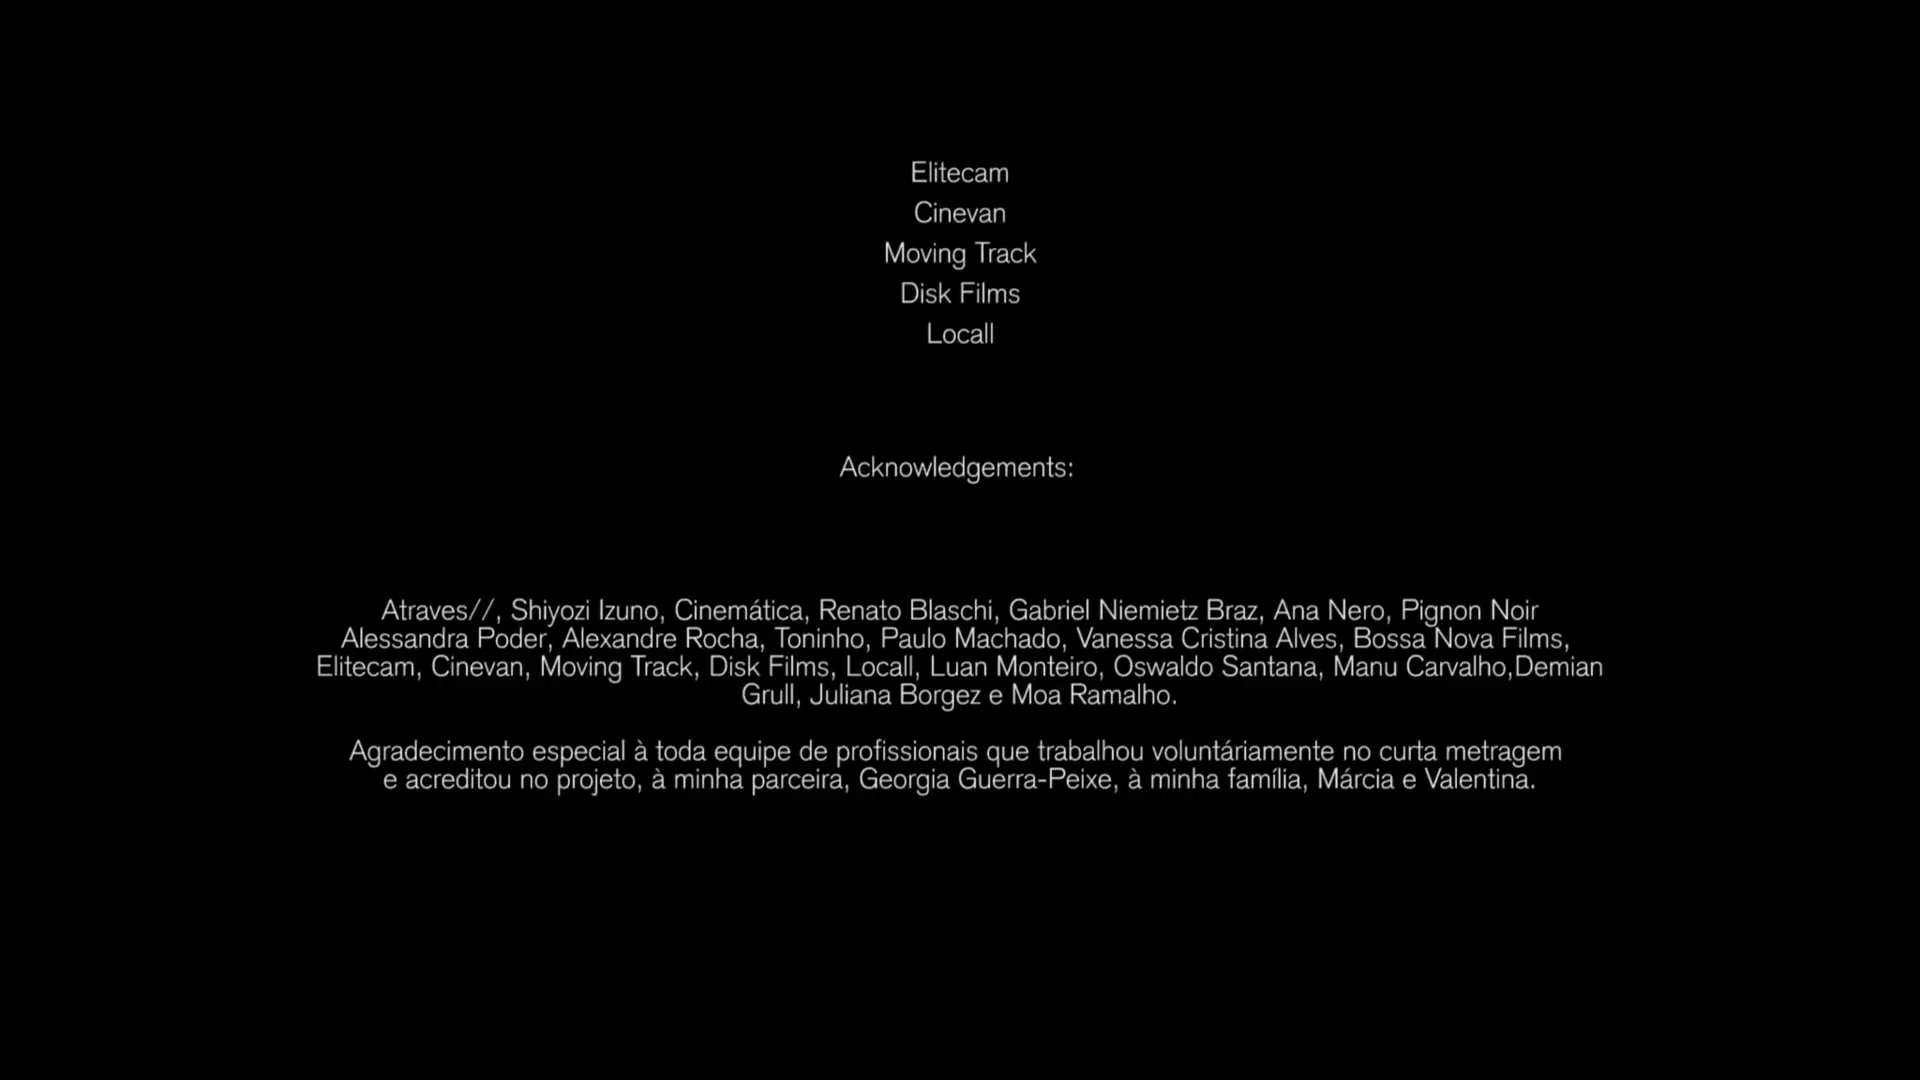 Elitecam
Cinevan
Moving Track
Disk Films
Locall
Acknowledgements:
Atraves//, Shiyozi Izuno, Cinemática, Renato Blaschi, Gabriel Niemietz Braz, Ana Nero, Pignon Noir
Alessandra Poder, Alexandre Rocha, Toninho, Paulo Machado, Vanessa Cristina Alves, Bossa Nova Films,
Elitecam, Cinevan, Moving Track, Disk Films, Locall, Luan Monteiro, Oswaldo Santana, Manu Carvalho,Demian
Grull, Juliana Borgez e Moa Ramalho.
Agradecimento especial à toda equipe de profissionais que trabalhou voluntáriamente no curta metragem
e acreditou no projeto, à minha parceira, Georgia Guerra-Peixe, à minha família, Márcia e Valentina.